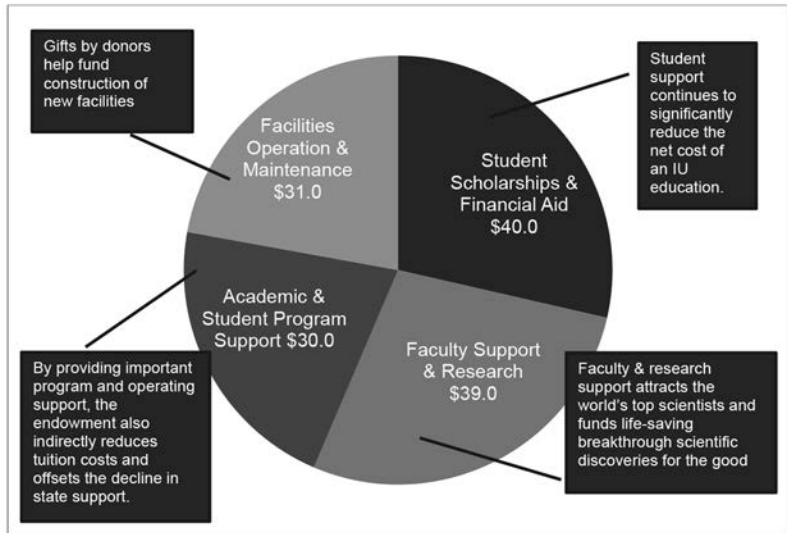 Gifts by donors
help fund
construction of
new facilities
Student
support
continues to
significantly
reduce the
net cost of
an IU
education.
Facilities
Operation &
Maintenance
$31.0
Student
Scholarships &
Financial Aid
$40.0
Academic &
Student Program
Support $30.0
Faculty Support
& Research
$39.0
By providing important
program and operating
support, the
endowment also
indirectly reduces
tuition costs and
offsets the decline in
state support.
Faculty & research
support attracts the
world's top scientists and
funds life-saving
breakthrough scientific
discoveries for the good